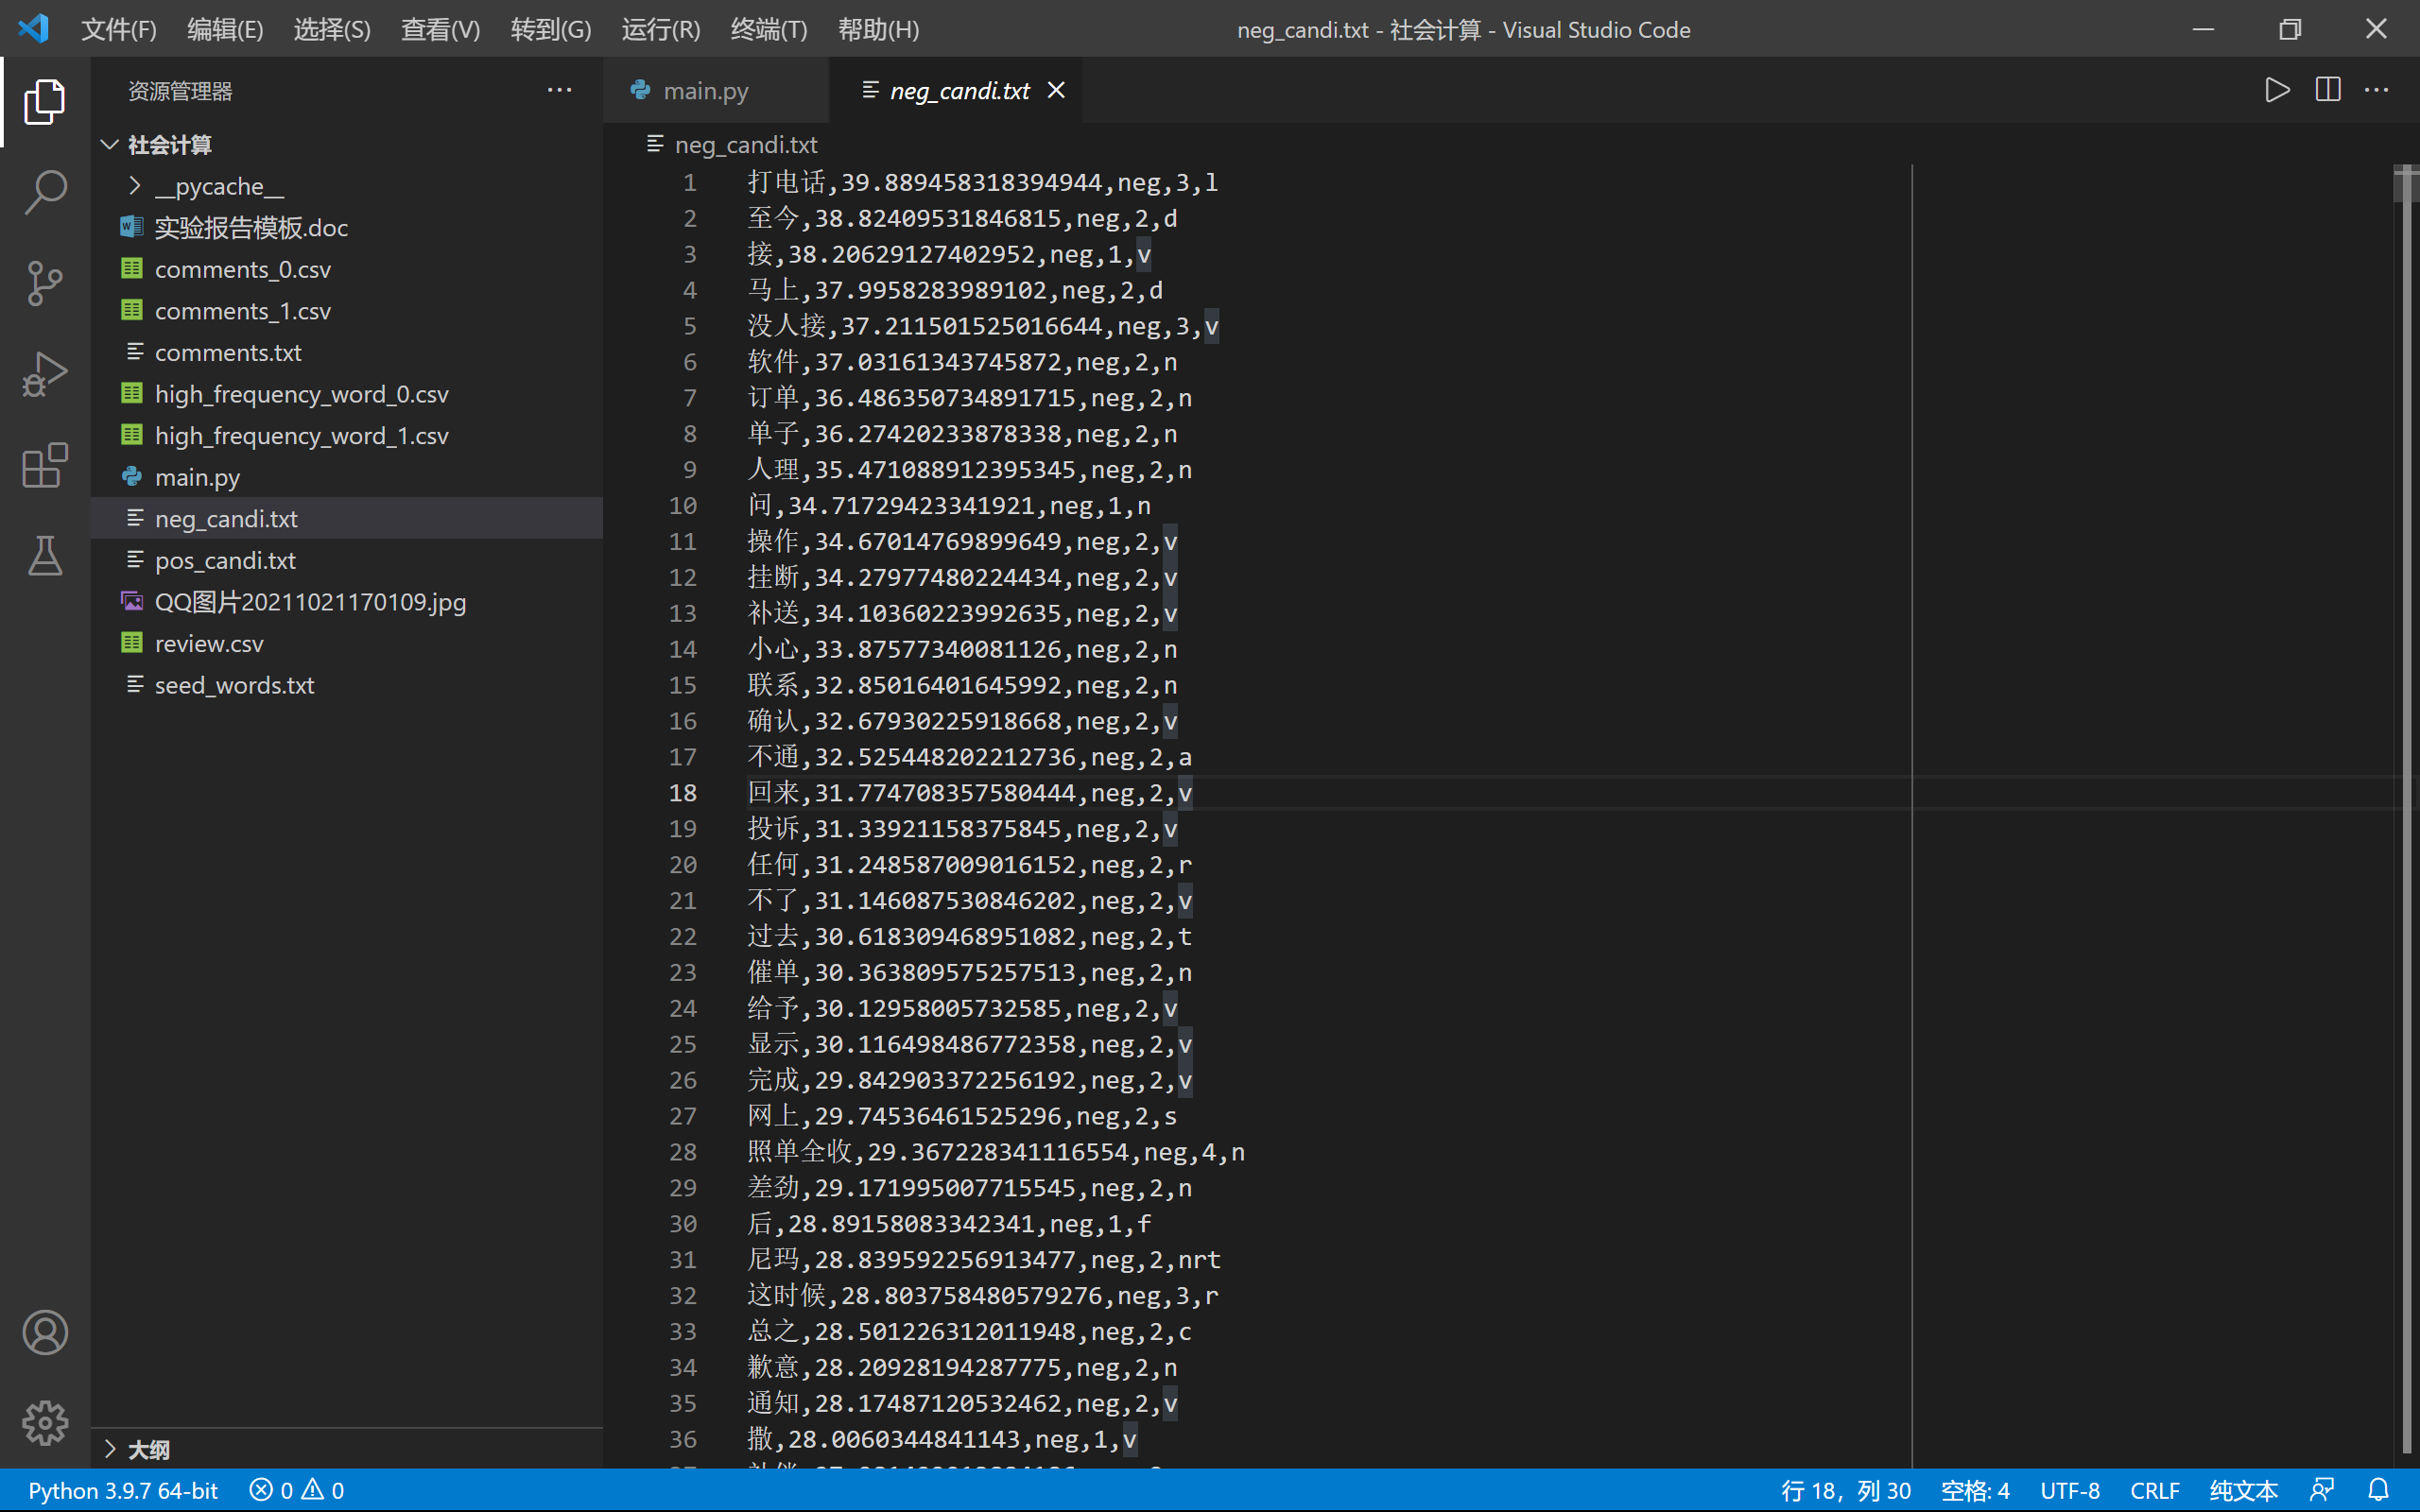 文件(F) 编辑(E) 选择(S) 查看(V) 转到(G) 运行(R) 终端(T) 帮助(H) neg_candi.txt - 社会计算 - Visual Studio Code
资源管理器
社会计算
__pycache__
实验报告模板.doc
comments_0.csv
comments_1.csv
comments.txt
high_frequency_word_0.csv
high_frequency_word_1.csv
main.py
neg_candi.txt
pos_candi.txt
QQ图片20211021170109.jpg
review.csv
seed_words.txt
大纲
main.py neg_candi.txt
neg_candi.txt
1 打电话,39.889458318394944,neg,3,l
2 至今,38.82409531846815,neg,2,d
3 接,38.20629127402952,neg,1,v
4 马上,37.9958283989102,neg,2,d
5 没人接,37.211501525016644,neg,3,v
6 软件,37.03161343745872,neg,2,n
7 订单,36.486350734891715,neg,2,n
8 单子,36.27420233878338,neg,2,n
9 人理,35.471088912395345,neg,2,n
10 问,34.71729423341921,neg,1,n
11 操作,34.67014769899649,neg,2,v
12 挂断,34.27977480224434,neg,2,v
13 补送,34.10360223992635,neg,2,v
14 小心,33.87577340081126,neg,2,n
15 联系,32.85016401645992,neg,2,n
16 确认,32.67930225918668,neg,2,v
17 不通,32.525448202212736,neg,2,a
18 回来,31.774708357580444,neg,2,v
19 投诉,31.33921158375845,neg,2,v
20 任何,31.248587009016152,neg,2,r
21 不了,31.146087530846202,neg,2,v
22 过去,30.618309468951082,neg,2,t
23 催单,30.363809575257513,neg,2,n
24 给予,30.12958005732585,neg,2,v
25 显示,30.116498486772358,neg,2,v
26 完成,29.842903372256192,neg,2,v
27 网上,29.74536461525296,neg,2,s
28 照单全收,29.367228341116554,neg,4,n
29 差劲,29.171995007715545,neg,2,n
30 后,28.89158083342341,neg,1,f
31 尼玛,28.839592256913477,neg,2,nrt
32 这时候,28.803758480579276,neg,3,r
33 总之,28.501226312011948,neg,2,c
34 歉意,28.20928194287775,neg,2,n
35 通知,28.17487120532462,neg,2,v
36 撒,28.0060344841143,neg,1,v
Python 3.9.7 64-bit 0 0 行 18，列 30 空格: 4 UTF-8 CRLF 纯文本